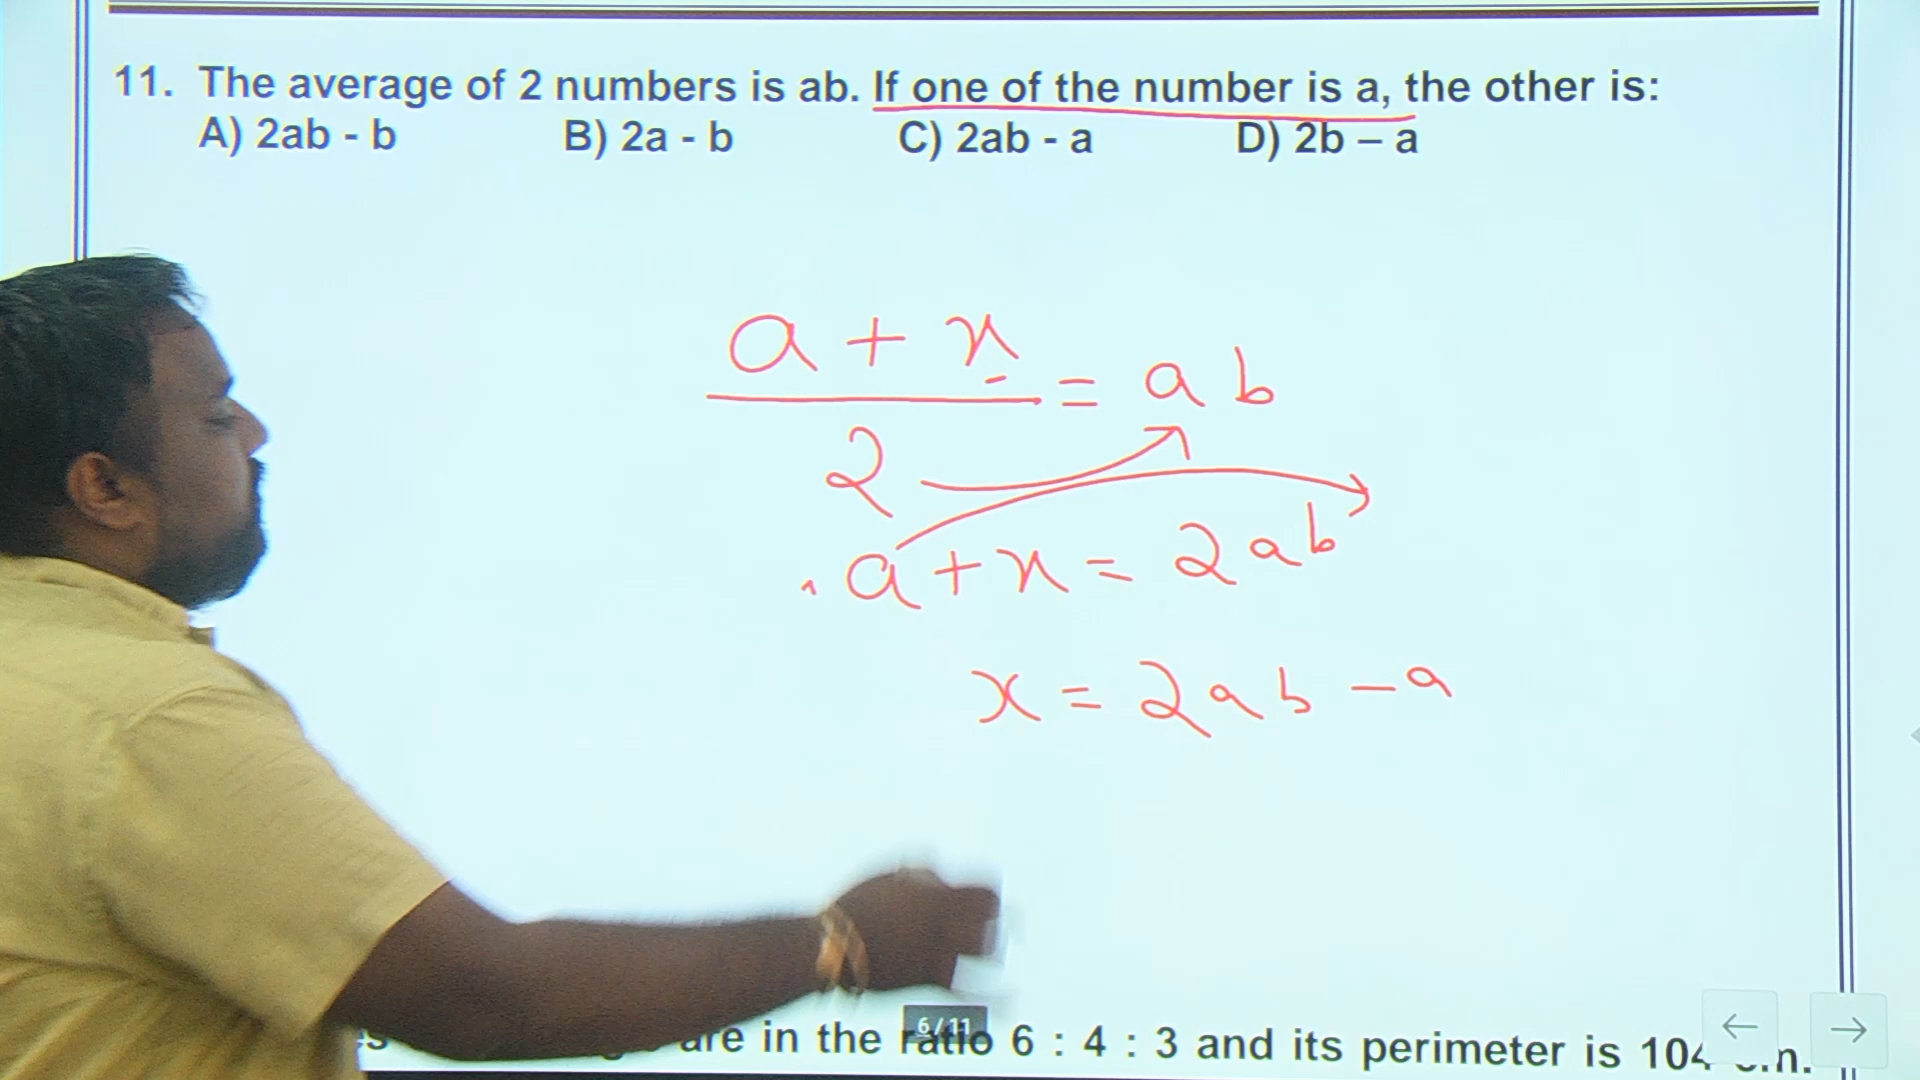 11. The average of 2 numbers is ab. If one of the number is a, the other is:
A) 2ab - b B) 2a - b C) 2ab - a D) 2b – a
a + x
= ab
2
a + x = 2ab
x = 2ab - a
are in the ratio 6 : 4 : 3 and its perimeter is 104
6/11